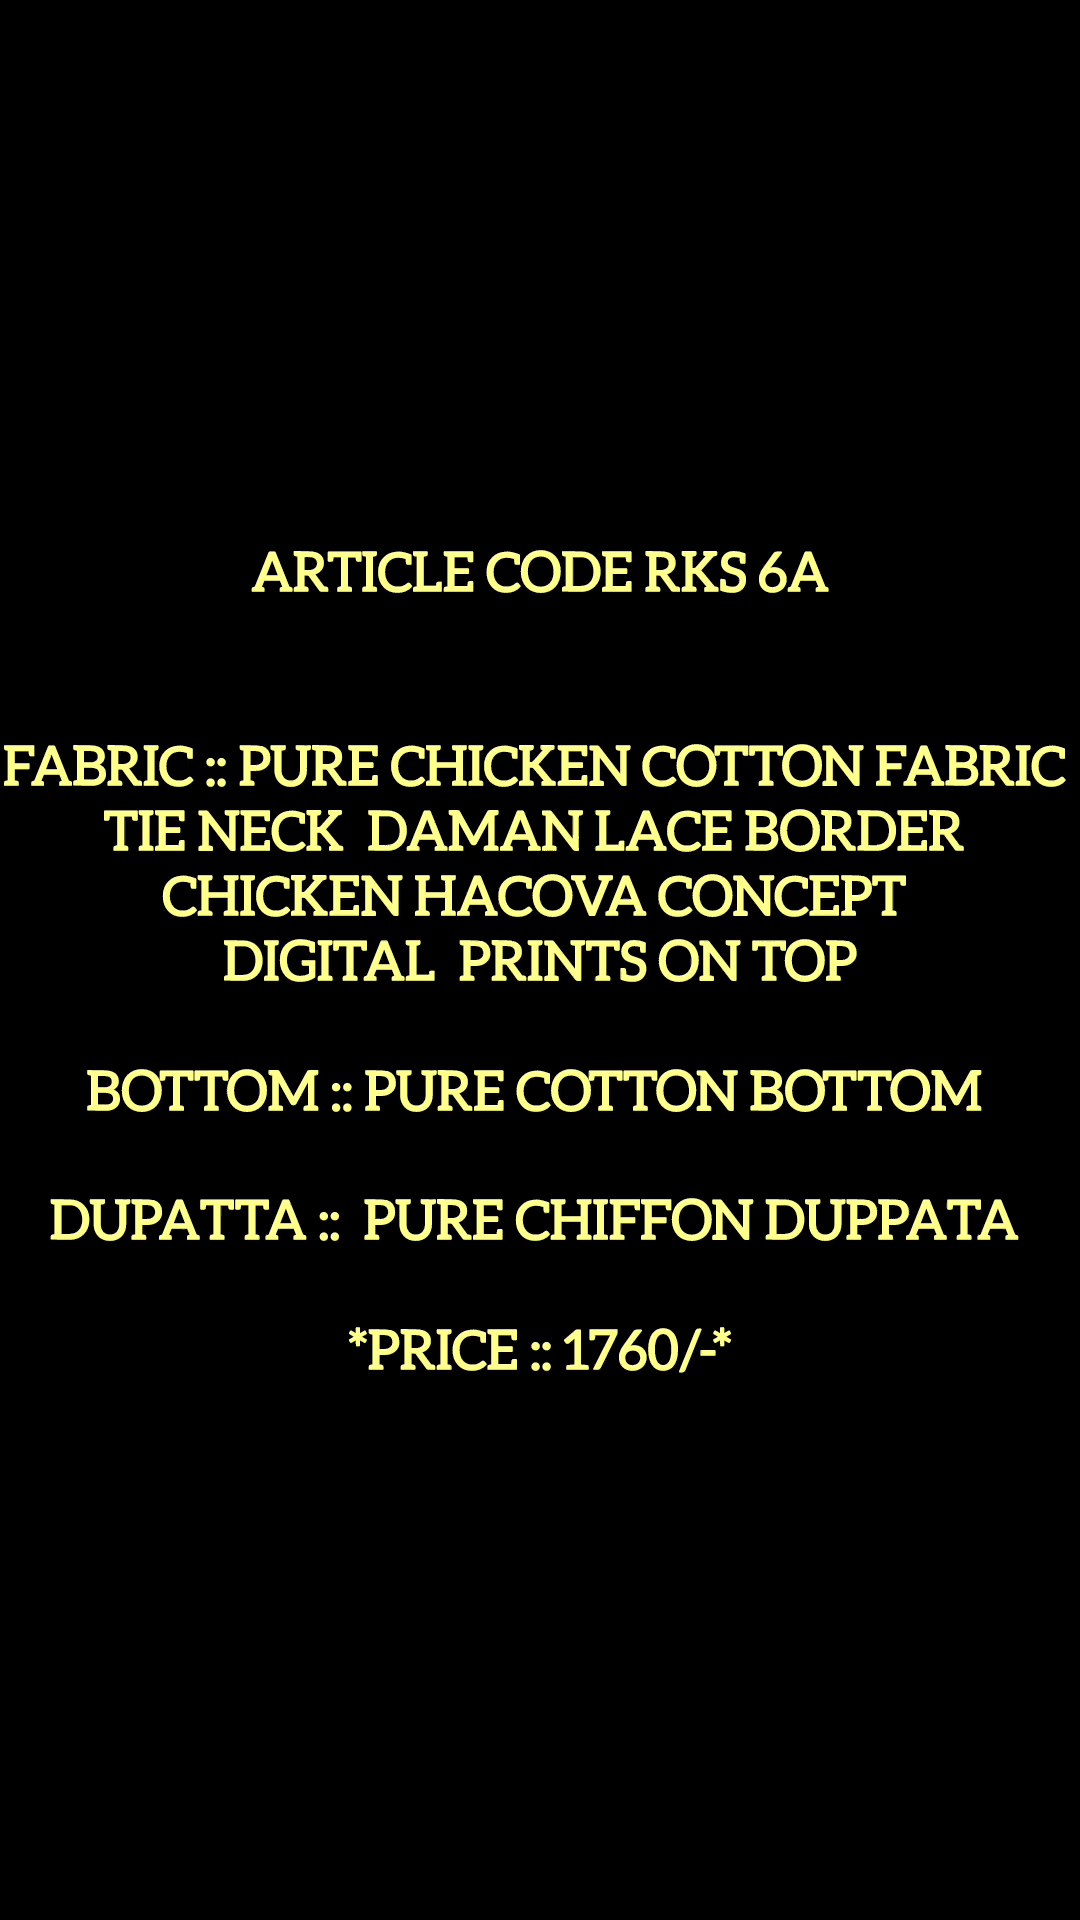 ARTICLE CODE RKS 6A
FABRIC :: PURE CHICKEN COTTON FABRIC
TIE NECK  DAMAN LACE BORDER
CHICKEN HACOVA CONCEPT
DIGITAL  PRINTS ON TOP
BOTTOM :: PURE COTTON BOTTOM
DUPATTA ::  PURE CHIFFON DUPPATA
*PRICE :: 1760/-*